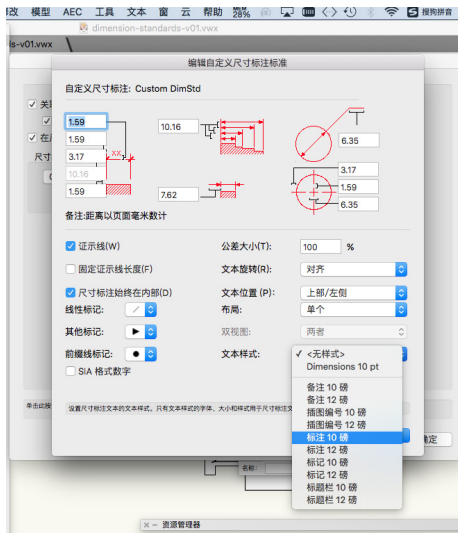 改 模型 AEC 工具 文本 窗 云 帮助 28% 搜狗拼音
dimension-standards-v01.vwx
ds-v01.vwx
编辑自定义尺寸标注标准
自定义尺寸标注: Custom DimStd
1.59
1.59
3.17
10.16
1.59
XX
10.16
7.62
6.35
3.17
1.59
6.35
备注:距离以页面毫米数计
证示线(W)
公差大小(T): 100 %
固定证示线长度(F)
文本旋转(R): 对齐
尺寸标注始终在内部(D)
文本位置 (P): 上部/左侧
线性标记:
布局: 单个
其他标记:
双视图: 两者
前缀线标记:
文本样式:
SIA 格式数字
✓ <无样式>
Dimensions 10 pt
备注 10 磅
备注 12 磅
插图编号 10 磅
插图编号 12 磅
标注 10 磅
标注 12 磅
标记 10 磅
标记 12 磅
标题栏 10 磅
标题栏 12 磅
设置尺寸标注文本的文本样式。只有文本样式的字体、大小和样式用于尺寸标注文
关
在
尺寸
单击此按
确定
名称:
资源管理器